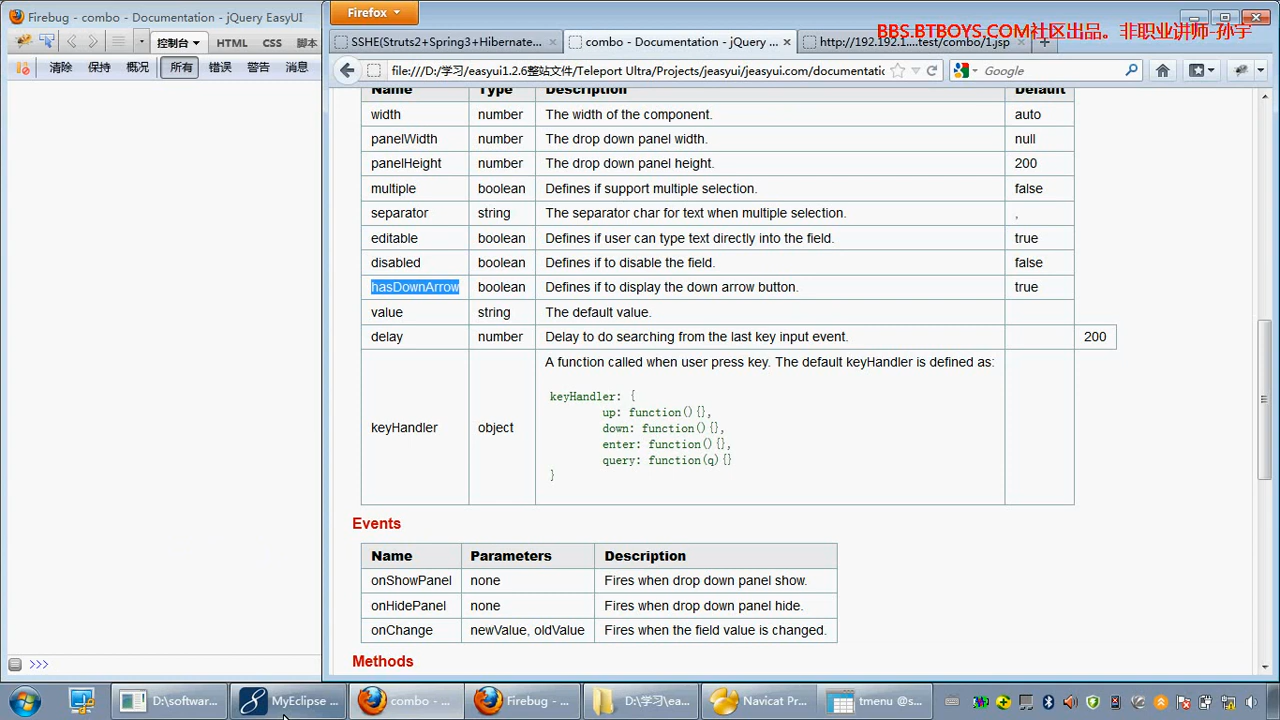 Firebug - combo - Documentation - jQuery EasyUI
Firefox
BBS.BTBOYS.COM社区出品。非职业讲师-孙宇
控制台 HTML CSS 脚本
SSHE(Struts2+Spring3+Hibernate...
combo - Documentation - jQuery ...
http://192.192.1....test/combo/1.jsp
清除 保持 概况 所有 错误 警告 消息
file:///D:/学习/easyui1.2.6整站文件/Teleport Ultra/Projects/jeasyui/jeasyui.com/documentatic
Google
Name Type Description Default
width number The width of the component. auto
panelWidth number The drop down panel width. null
panelHeight number The drop down panel height. 200
multiple boolean Defines if support multiple selection. false
separator string The separator char for text when multiple selection. ,
editable boolean Defines if user can type text directly into the field. true
disabled boolean Defines if to disable the field. false
hasDownArrow boolean Defines if to display the down arrow button. true
value string The default value.
delay number Delay to do searching from the last key input event. 200
A function called when user press key. The default keyHandler is defined as:
keyHandler: {
up: function(){},
down: function(){},
keyHandler object
enter: function(){},
query: function(q){}
}
Events
Name Parameters Description
onShowPanel none Fires when drop down panel show.
onHidePanel none Fires when drop down panel hide.
onChange newValue, oldValue Fires when the field value is changed.
Methods
>>>
D:\softwar...
MyEclipse ...
combo - ...
Firebug - ...
D:\学习\ea...
Navicat Pr...
tmenu @s...